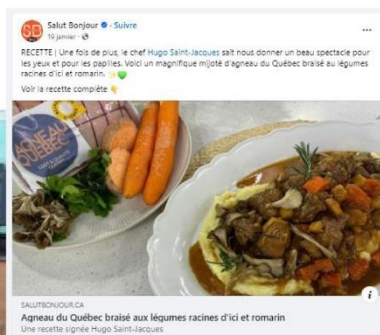 SB
Salut Bonjour · Suivre
19 janvier ·
RECETTE | Une fois de plus, le chef Hugo Saint-Jacques sait nous donner un beau spectacle pour
les yeux et pour les papilles. Voici un magnifique mijoté d'agneau du Québec braisé au légumes
racines d'ici et romarin.
Voir la recette complète
AGNEAU
QUÉBEC
SALUTBONJOUR.CA
Agneau du Québec braisé aux légumes racines d'ici et romarin
Une recette signée Hugo Saint-Jacques